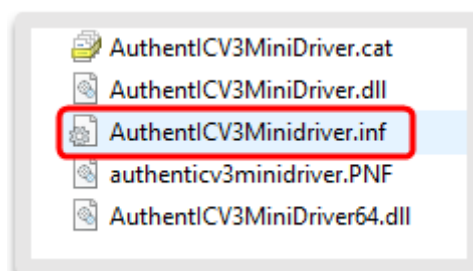 AuthentICV3MiniDriver.cat
AuthentICV3MiniDriver.dll
AuthentICV3Minidriver.inf
authenticv3minidriver.PNF
AuthentICV3MiniDriver64.dll